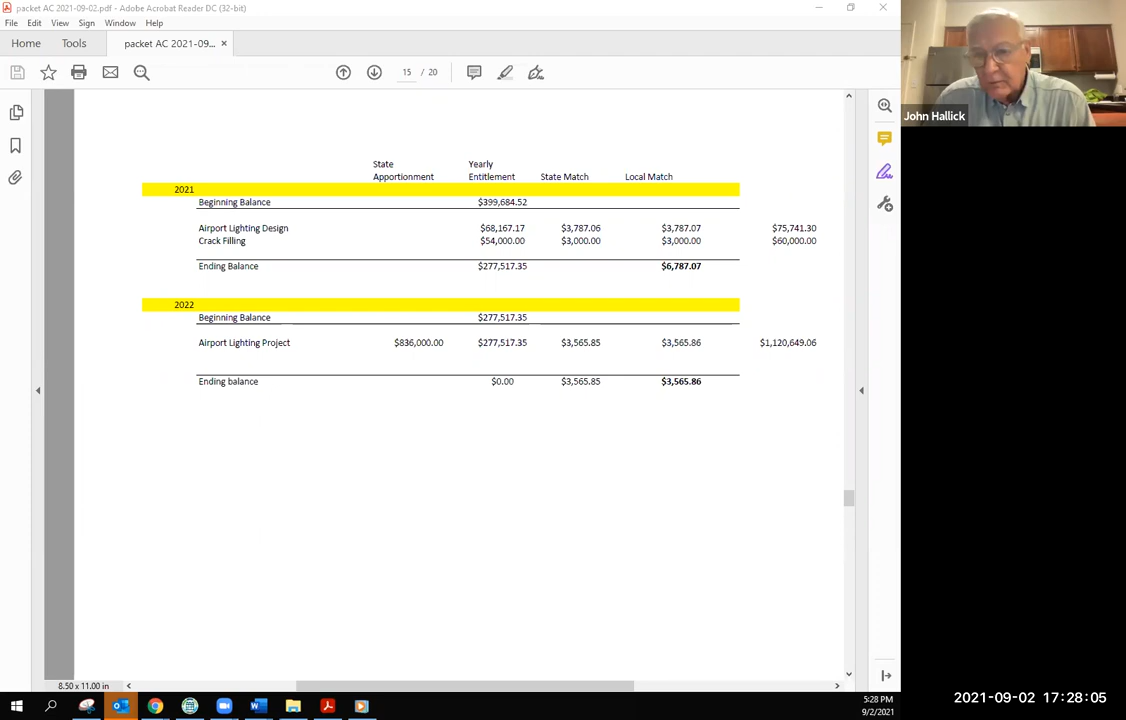 packet AC 2021-09-02.pdf - Adobe Acrobat Reader DC (32-bit)
File Edit View Sign Window Help
Home Tools packet AC 2021-09... ×
15 / 20
State Yearly
Apportionment Entitlement State Match Local Match
2021
Beginning Balance $399,684.52
Airport Lighting Design $68,167.17 $3,787.06 $3,787.07 $75,741.30
Crack Filling $54,000.00 $3,000.00 $3,000.00 $60,000.00
Ending Balance $277,517.35 $6,787.07
2022
Beginning Balance $277,517.35
Airport Lighting Project $836,000.00 $277,517.35 $3,565.85 $3,565.86 $1,120,649.06
Ending balance $0.00 $3,565.85 $3,565.86
8.50 x 11.00 in
John Hallick
5:28 PM
9/2/2021
2021-09-02 17:28:05